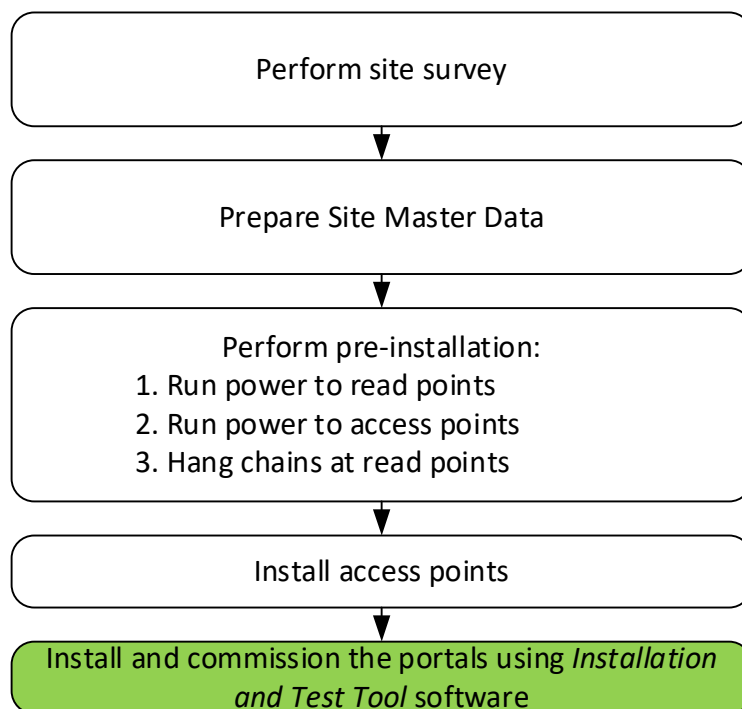 Perform site survey
Prepare Site Master Data
Perform pre-installation:
1. Run power to read points
2. Run power to access points
3. Hang chains at read points
Install access points
Install and commission the portals using Installation
and Test Tool software